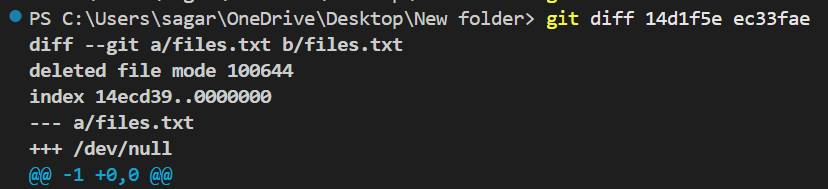 PS C:\Users\sagar\OneDrive\Desktop\New folder> git diff 14d1f5e ec33fae
diff --git a/files.txt b/files.txt
deleted file mode 100644
index 14ecd39..0000000
--- a/files.txt
+++ /dev/null
@@ -1 +0,0 @@